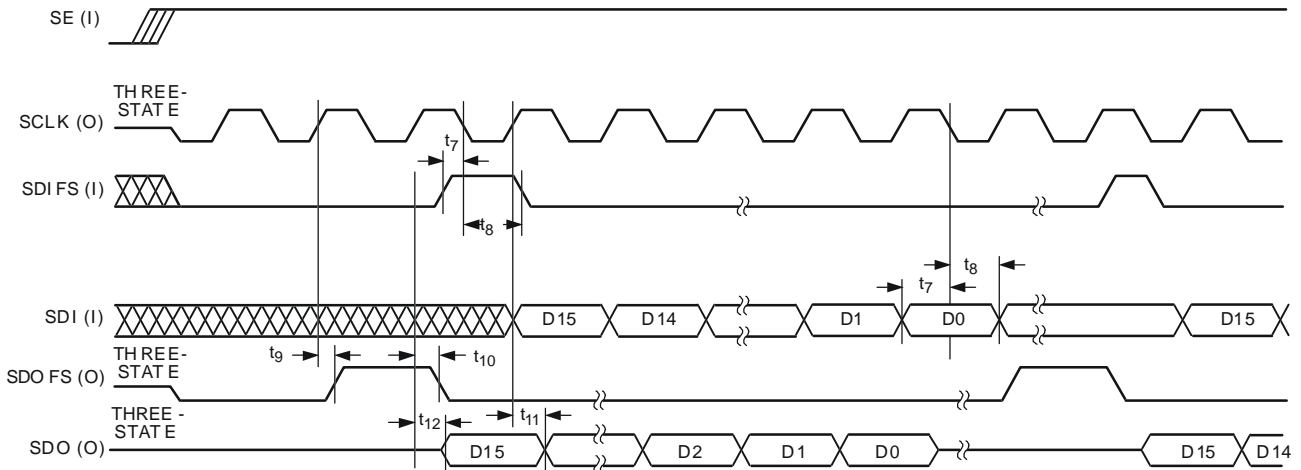 SE (I)
THREE-
STATE
SCLK (O)
t7
SDIFS (I)
t8
t8
t7
SDI (I)
D15
D14
D1
D0
D15
THREE-
STATE
t9
t10
SDOFS (O)
THREE-
STATE
t12
t11
SDO (O)
D15
D2
D1
D0
D15
D14